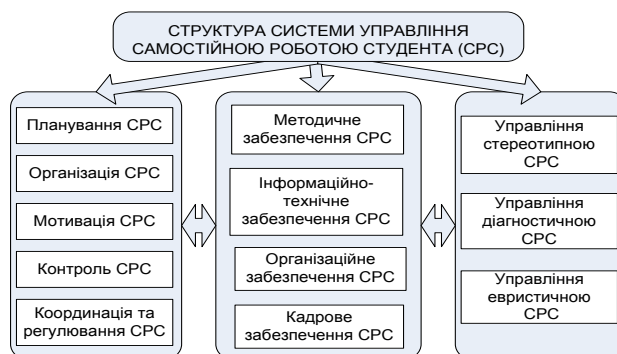 СТРУКТУРА СИСТЕМИ УПРАВЛІННЯ
САМОСТІЙНОЮ РОБОТОЮ СТУДЕНТА (СРС)
Планування СРС
Організація СРС
Мотивація СРС
Контроль СРС
Координація та
регулювання СРС
Методичне
забезпечення СРС
Інформаційно-
технічне
забезпечення СРС
Організаційне
забезпечення СРС
Кадрове
забезпечення СРС
Управління
стереотипною
СРС
Управління
діагностичною
СРС
Управління
евристичною
СРС